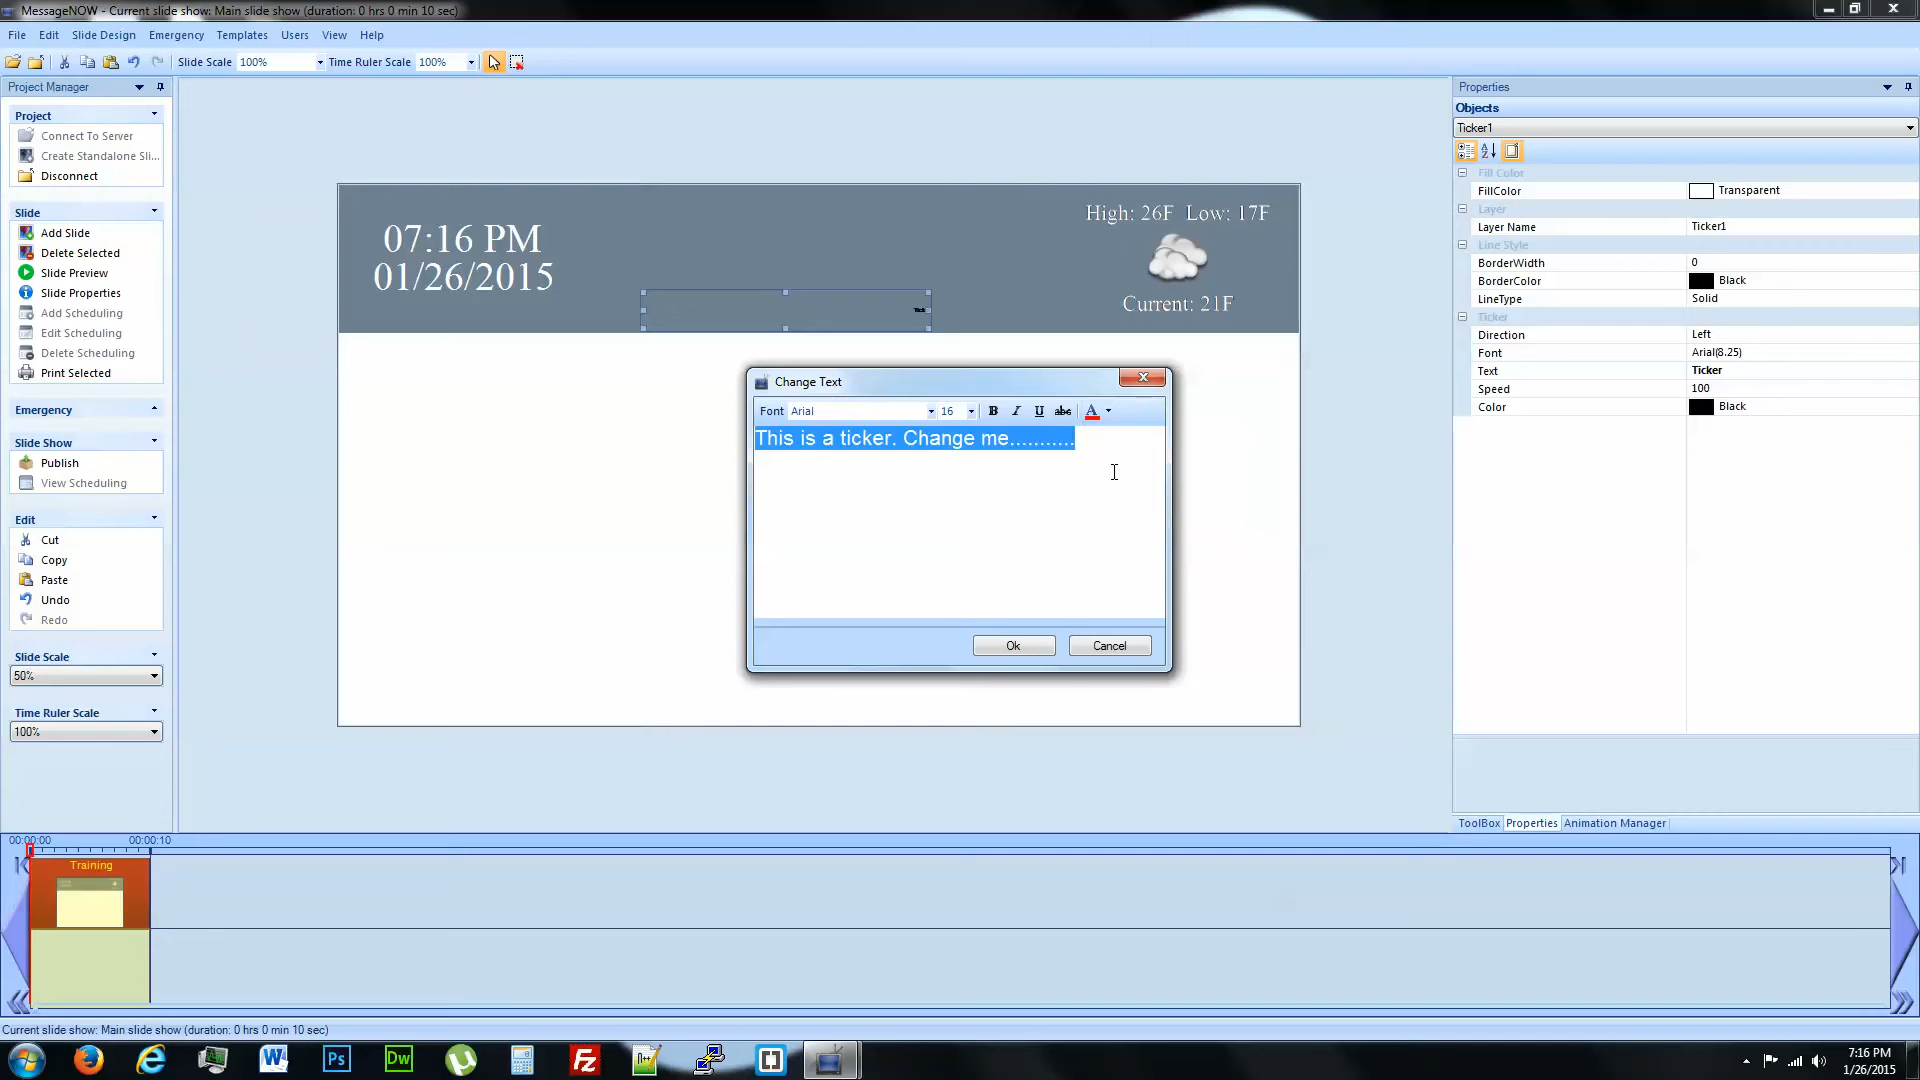 MessageNOW - Current slide show: Main slide show (duration: 0 hrs 0 min 10 sec)
File Edit Slide Design Emergency Templates Users View Help
Slide Scale 100% Time Ruler Scale 100%
Project Manager
Project
Connect To Server
Create Standalone Sli...
Disconnect
Slide
Add Slide
Delete Selected
Slide Preview
Slide Properties
Add Scheduling
Edit Scheduling
Delete Scheduling
Print Selected
Emergency
Slide Show
Publish
View Scheduling
Edit
Cut
Copy
Paste
Undo
Redo
Slide Scale
50%
Time Ruler Scale
100%
07:16 PM
01/26/2015
High: 26F Low: 17F
Current: 21F
Tick
Change Text
Font Arial 16 B I U abc A
This is a ticker. Change me...........
Ok Cancel
Properties
Objects
Ticker1
Fill Color
FillColor Transparent
Layer
Layer Name Ticker1
Line Style
BorderWidth 0
BorderColor Black
LineType Solid
Ticker
Direction Left
Font Arial(8.25)
Text Ticker
Speed 100
Color Black
ToolBox Properties Animation Manager
00:00:00 00:00:10
Training
Current slide show: Main slide show (duration: 0 hrs 0 min 10 sec)
7:16 PM
1/26/2015